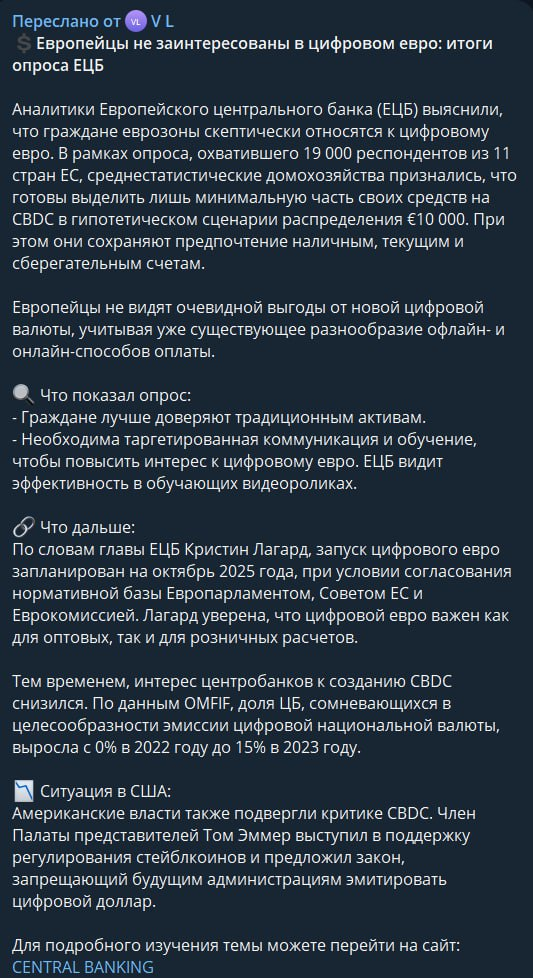 Переслано от VL V L
💲Европейцы не заинтересованы в цифровом евро: итоги
опроса ЕЦБ
Аналитики Европейского центрального банка (ЕЦБ) выяснили,
что граждане еврозоны скептически относятся к цифровому
евро. В рамках опроса, охватившего 19 000 респондентов из 11
стран ЕС, среднестатистические домохозяйства признались, что
готовы выделить лишь минимальную часть своих средств на
CBDC в гипотетическом сценарии распределения €10 000. При
этом они сохраняют предпочтение наличным, текущим и
сберегательным счетам.
Европейцы не видят очевидной выгоды от новой цифровой
валюты, учитывая уже существующее разнообразие офлайн- и
онлайн-способов оплаты.
🔍 Что показал опрос:
- Граждане лучше доверяют традиционным активам.
- Необходима таргетированная коммуникация и обучение,
чтобы повысить интерес к цифровому евро. ЕЦБ видит
эффективность в обучающих видеороликах.
🔗 Что дальше:
По словам главы ЕЦБ Кристин Лагард, запуск цифрового евро
запланирован на октябрь 2025 года, при условии согласования
нормативной базы Европарламентом, Советом ЕС и
Еврокомиссией. Лагард уверена, что цифровой евро важен как
для оптовых, так и для розничных расчетов.
Тем временем, интерес центробанков к созданию CBDC
снизился. По данным OMFIF, доля ЦБ, сомневающихся в
целесообразности эмиссии цифровой национальной валюты,
выросла с 0% в 2022 году до 15% в 2023 году.
📉 Ситуация в США:
Американские власти также подвергли критике CBDC. Член
Палаты представителей Том Эммер выступил в поддержку
регулирования стейблкоинов и предложил закон,
запрещающий будущим администрациям эмитировать
цифровой доллар.
Для подробного изучения темы можете перейти на сайт:
CENTRAL BANKING